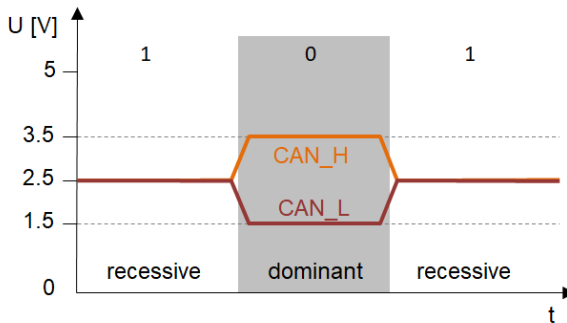 U [V]
1 0 1
5
3.5
CAN_H
2.5
CAN_L
1.5
recessive dominant recessive
0
t